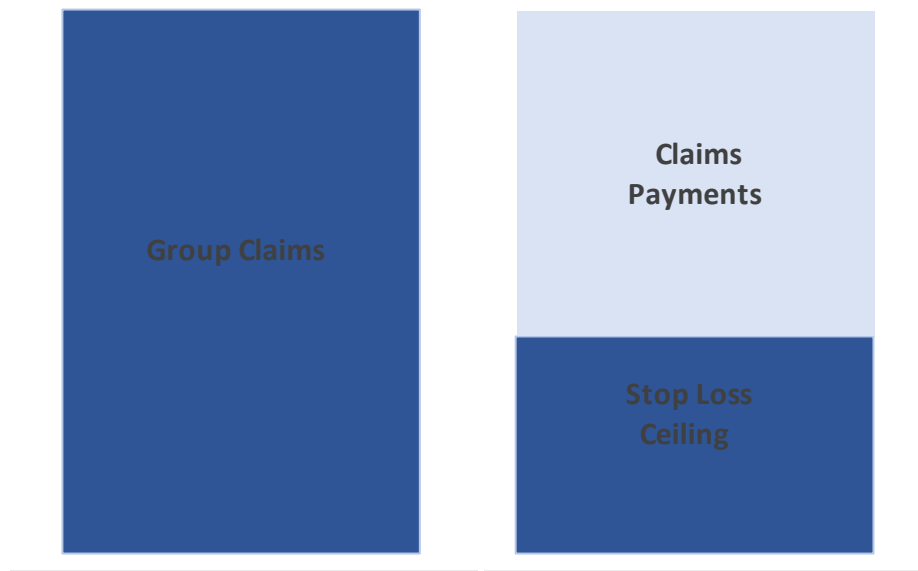 Group Claims
Claims
Payments
Stop Loss
Ceiling